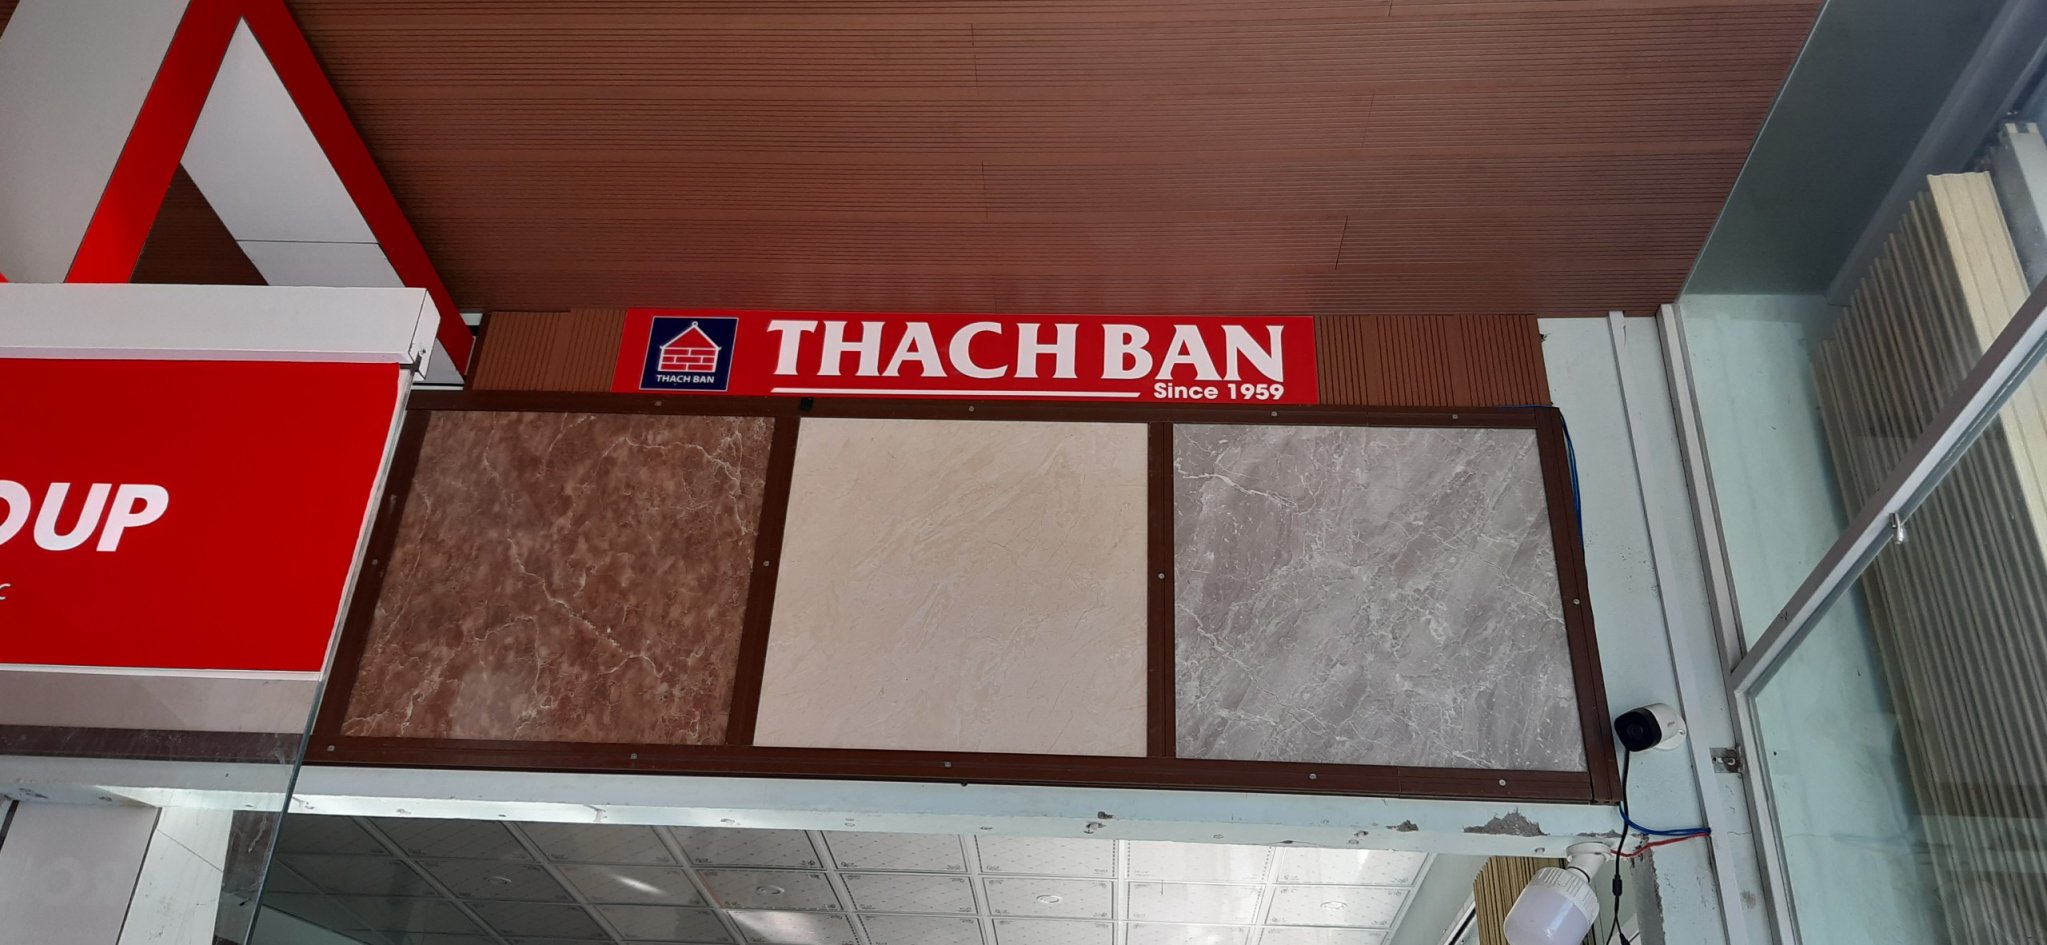 THACH BAN
THACH BAN
Since 1959
OUP